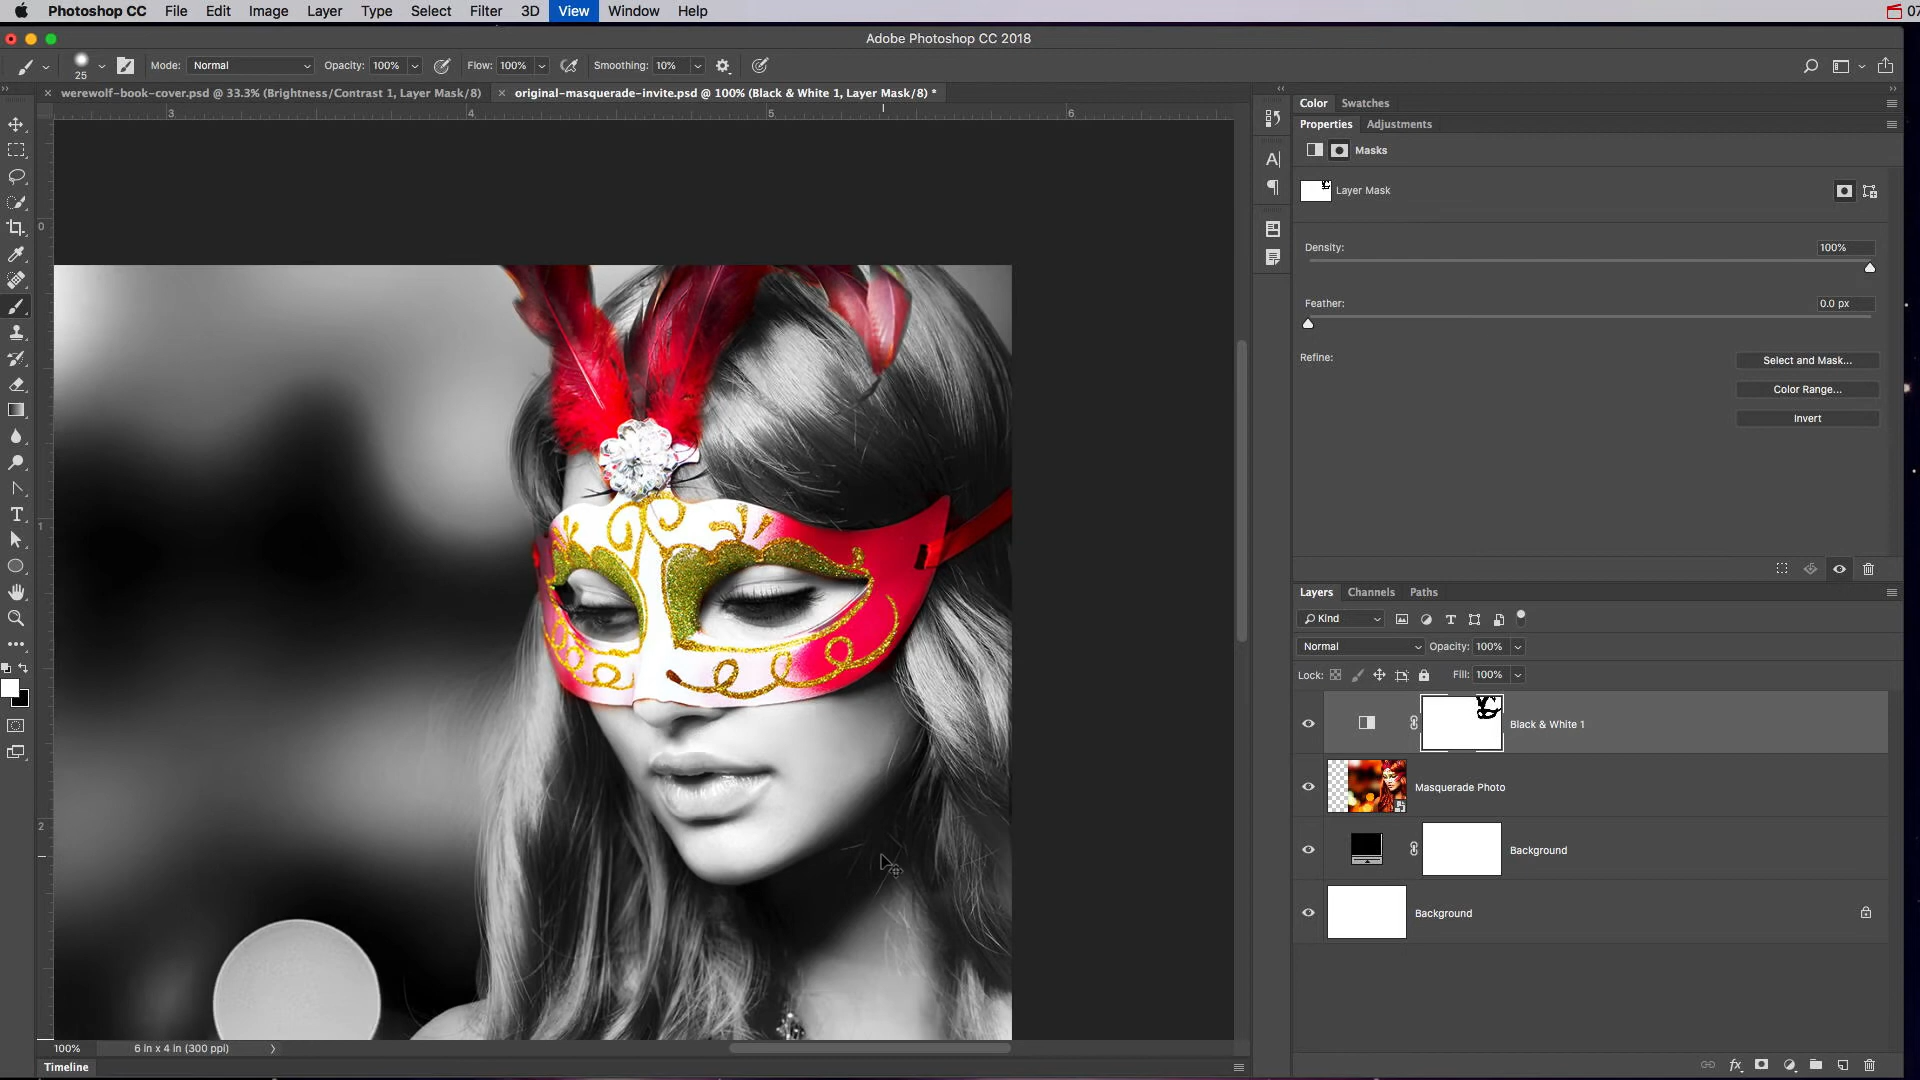 Photoshop CC File Edit Image Layer Type Select Filter 3D View Window Help 07
Adobe Photoshop CC 2018
25 Mode: Normal Opacity: 100% Flow: 100% Smoothing: 10%
werewolf-book-cover.psd @ 33.3% (Brightness/Contrast 1, Layer Mask/8) original-masquerade-invite.psd @ 100% (Black & White 1, Layer Mask/8) *
3 4 5 6
0
1
2
Color Swatches
Properties Adjustments
Masks
Layer Mask
Density: 100%
Feather: 0.0 px
Refine: Select and Mask...
Color Range...
Invert
Layers Channels Paths
Kind
Normal Opacity: 100%
Lock: Fill: 100%
Black & White 1
Masquerade Photo
Background
Background
100% 6 in x 4 in (300 ppi)
Timeline